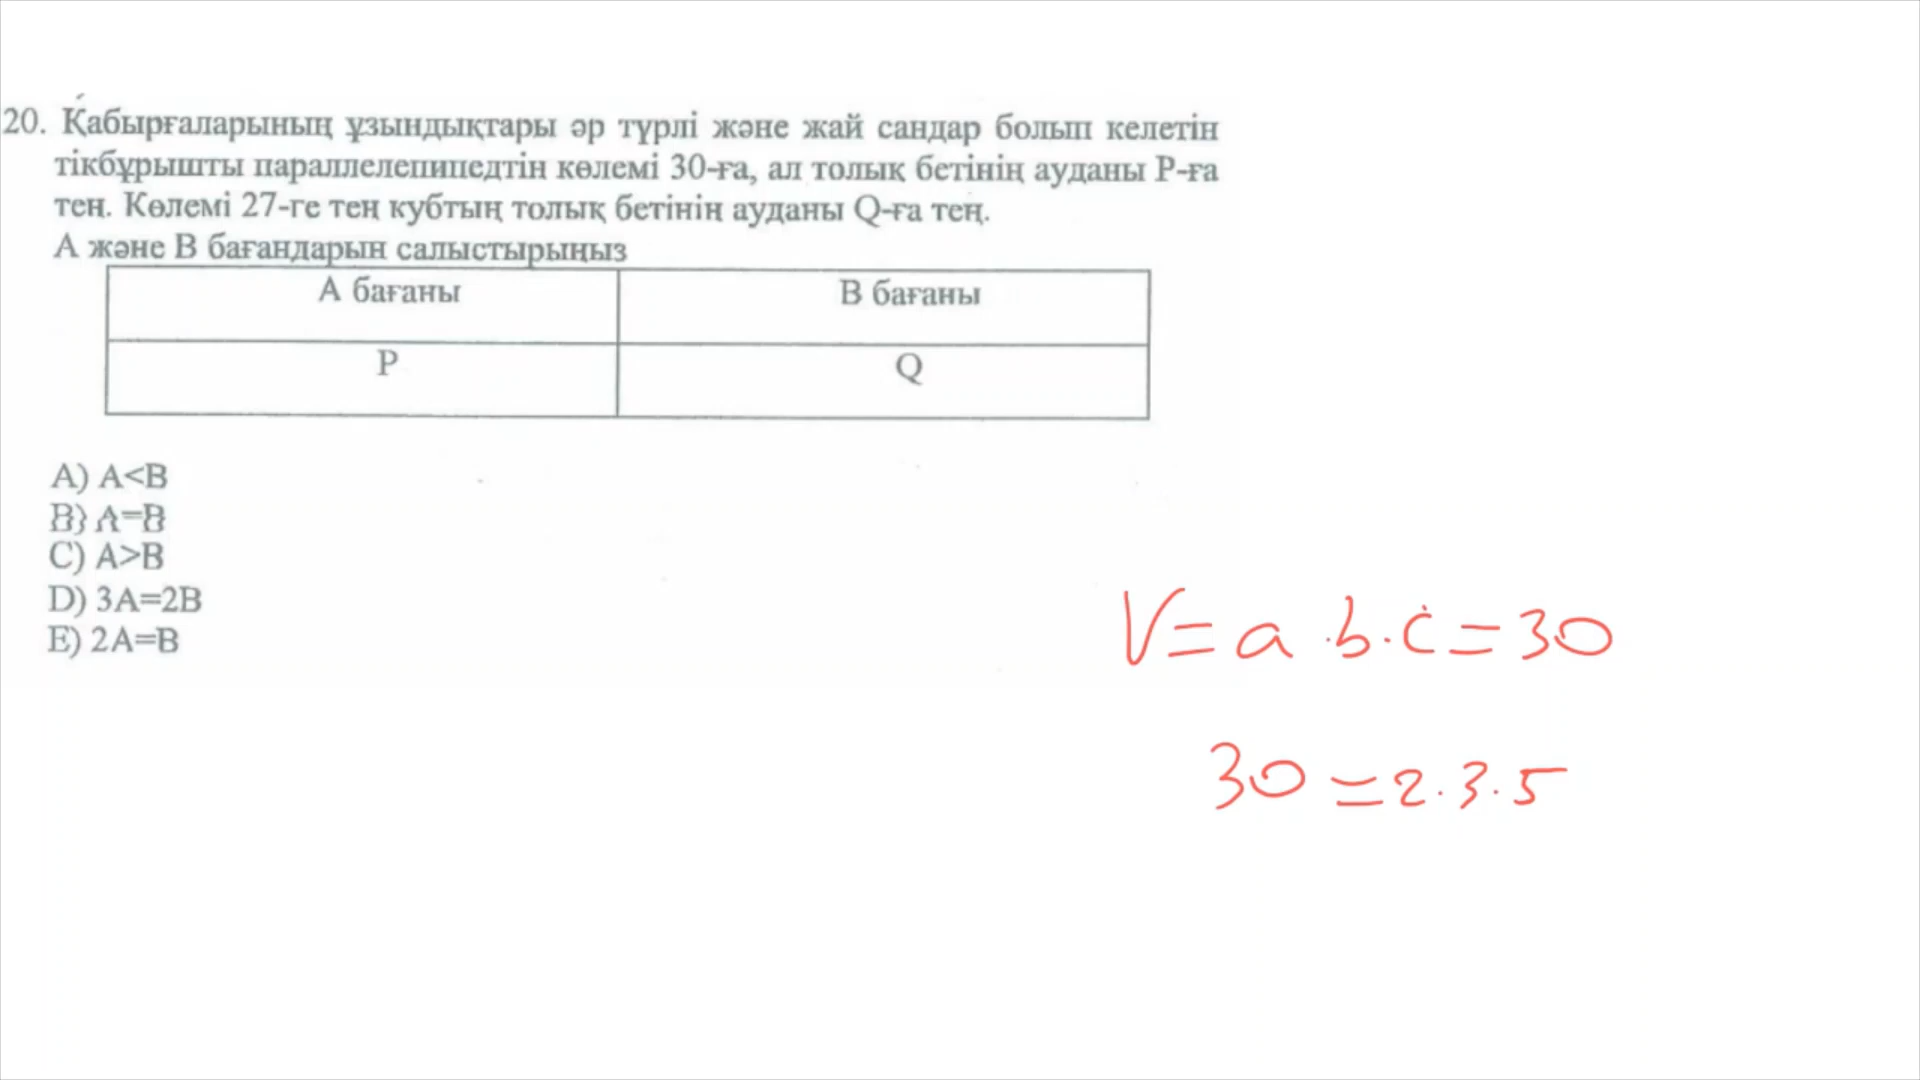 20. Қабырғаларының ұзындықтары әр түрлі және жай сандар болып келетін
тікбұрышты параллелепипедтің көлемі 30-ға, ал толық бетінің ауданы Р-ға
тең. Көлемі 27-ге тең кубтың толық бетінің ауданы Q-ға тең.
А және В бағандарын салыстырыңыз
А бағаны
В бағаны
P
Q
A) A<B
B) A=B
C) A>B
D) 3A=2B
E) 2A=B
V=a·b·c=30
30=2·3·5